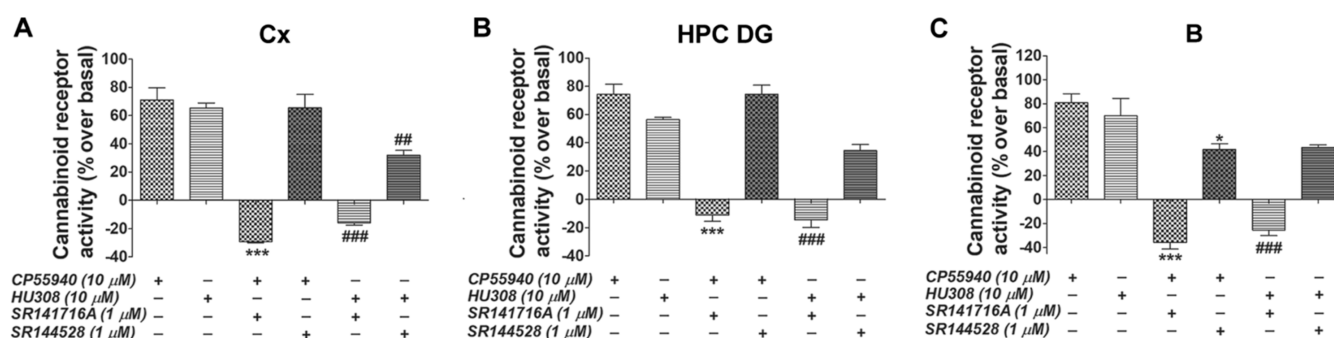 A
Cx
Cannabinoid receptor
activity (% over basal)
100
80
60
40
20
0
-20
-40
***
###
##
CP55940 (10 µM) + – + + – –
HU308 (10 µM) – + – – + +
SR141716A (1 µM) – – + – + –
SR144528 (1 µM) – – – + – +
B
HPC DG
Cannabinoid receptor
activity (% over basal)
100
80
60
40
20
0
-20
-40
***
###
CP55940 (10 µM) + – + + – –
HU308 (10 µM) – + – – + +
SR141716A (1 µM) – – + – + –
SR144528 (1 µM) – – – + – +
C
B
Cannabinoid receptor
activity (% over basal)
120
100
80
60
40
20
0
-20
-40
***
*
###
CP55940 (10 µM) + – + + – –
HU308 (10 µM) – + – – + +
SR141716A (1 µM) – – + – + –
SR144528 (1 µM) – – – + – +